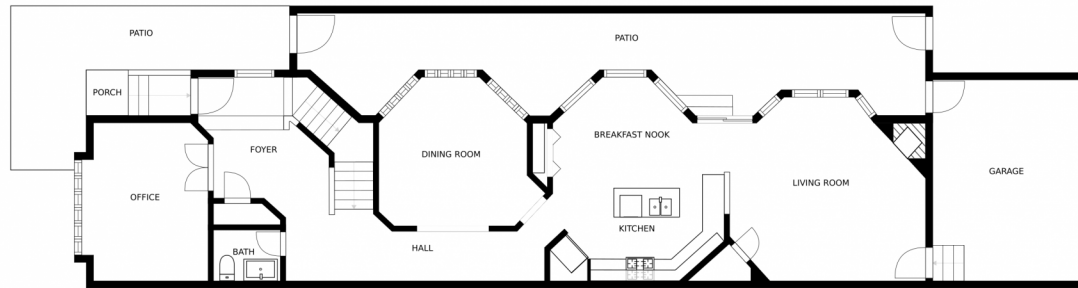 PATIO
PATIO
PORCH
BREAKFAST NOOK
FOYER
DINING ROOM
GARAGE
LIVING ROOM
OFFICE
KITCHEN
HALL
BATH